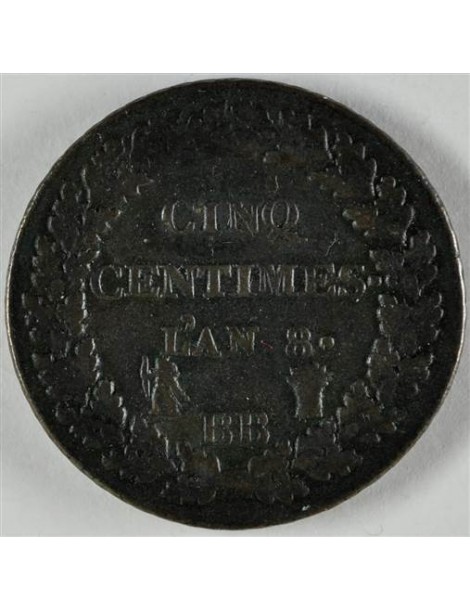 CINQ
CENTIMES.
L'AN 8.
BB